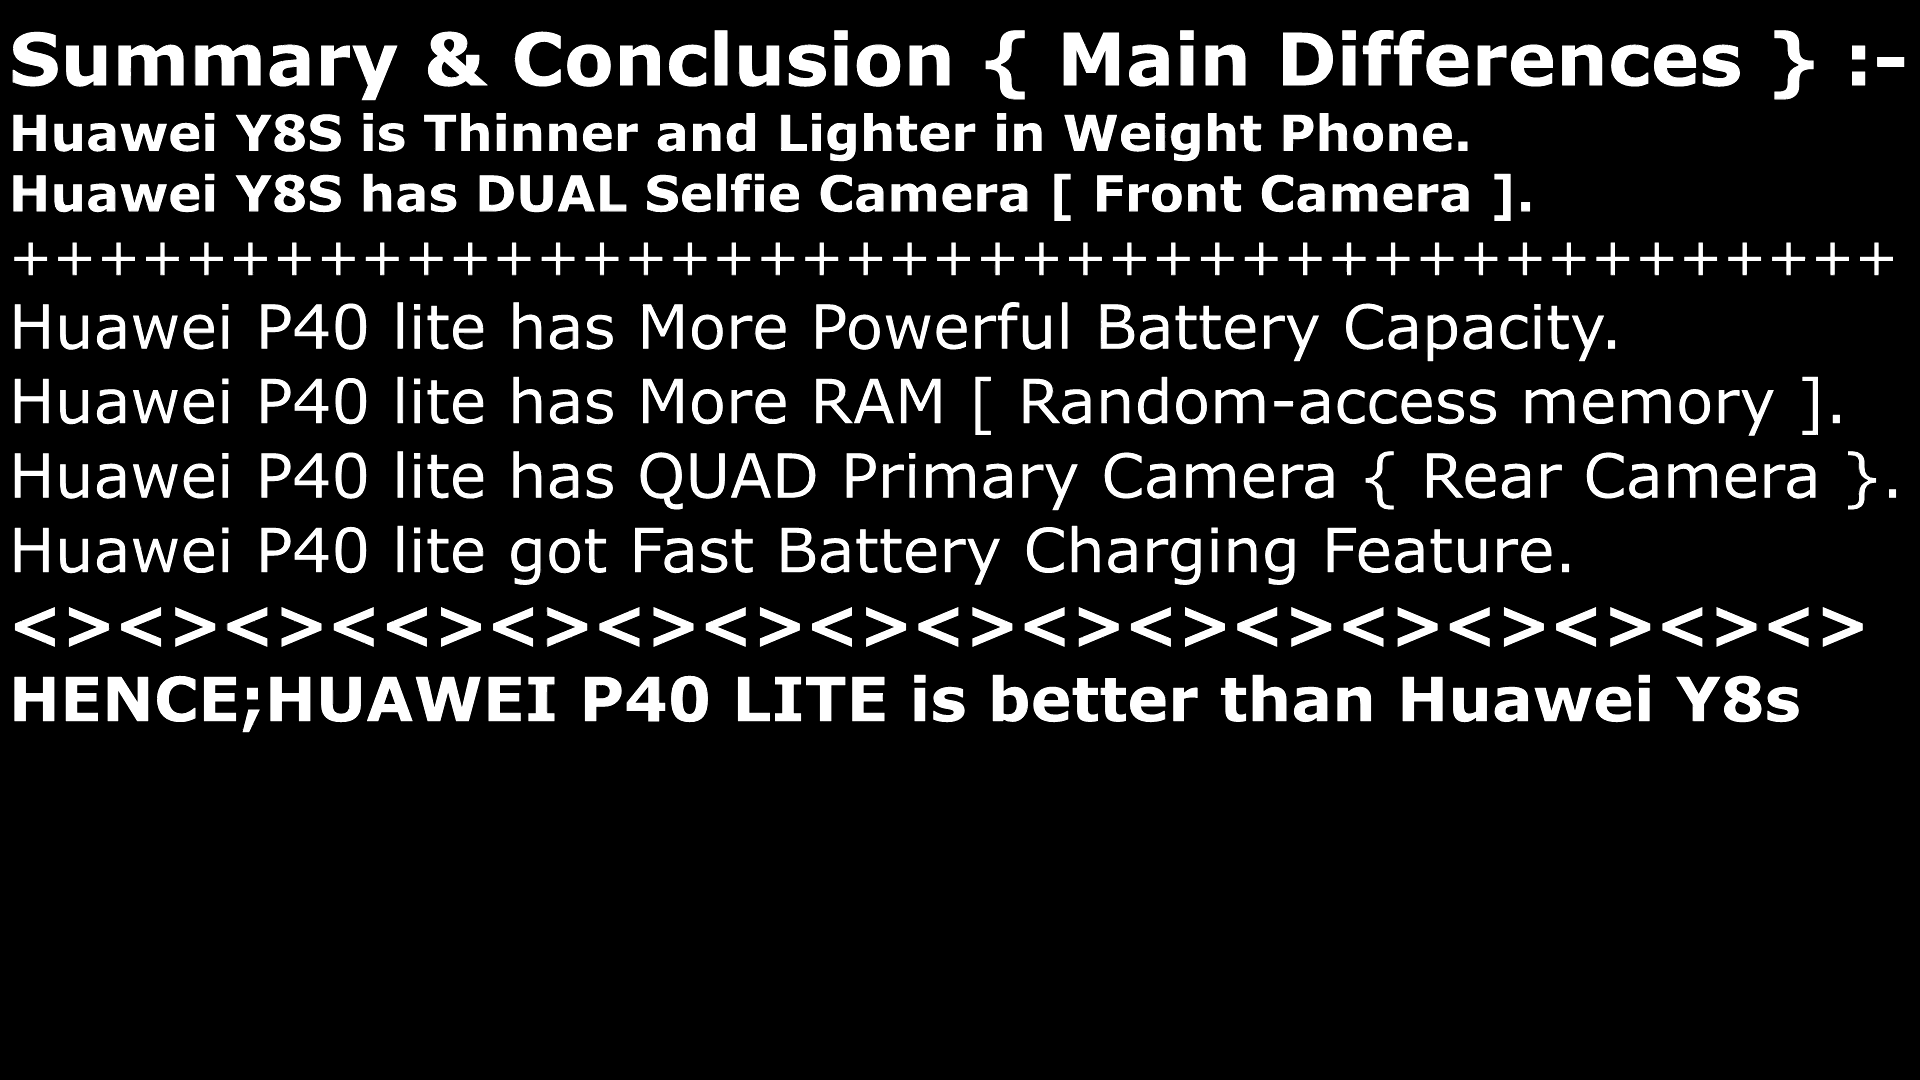 Summary & Conclusion { Main Differences } :-
Huawei Y8S is Thinner and Lighter in Weight Phone.
Huawei Y8S has DUAL Selfie Camera [ Front Camera ].
+++++++++++++++++++++++++++++++++++++++++++
Huawei P40 lite has More Powerful Battery Capacity.
Huawei P40 lite has More RAM [ Random-access memory ].
Huawei P40 lite has QUAD Primary Camera { Rear Camera }.
Huawei P40 lite got Fast Battery Charging Feature.
<><><><<><><><><><><><><><><><><><>
HENCE;HUAWEI P40 LITE is better than Huawei Y8s